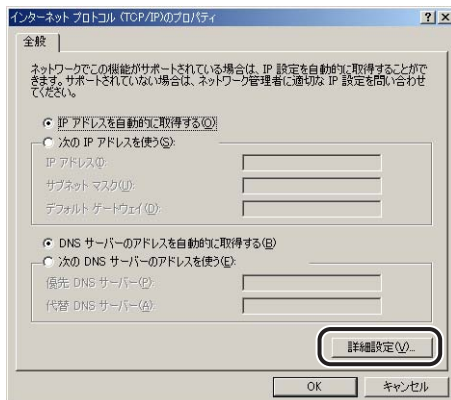 インターネット プロトコル (TCP/IP)のプロパティ
全般
ネットワークでこの機能がサポートされている場合は、IP 設定を自動的に取得することがで
きます。サポートされていない場合は、ネットワーク管理者に適切な IP 設定を問い合わせ
てください。
IP アドレスを自動的に取得する(O)
次の IP アドレスを使う(S):
IP アドレス(I):
サブネット マスク(U):
デフォルト ゲートウェイ(D):
DNS サーバーのアドレスを自動的に取得する(B)
次の DNS サーバーのアドレスを使う(E):
優先 DNS サーバー(P):
代替 DNS サーバー(A):
詳細設定(V)...
OK
キャンセル